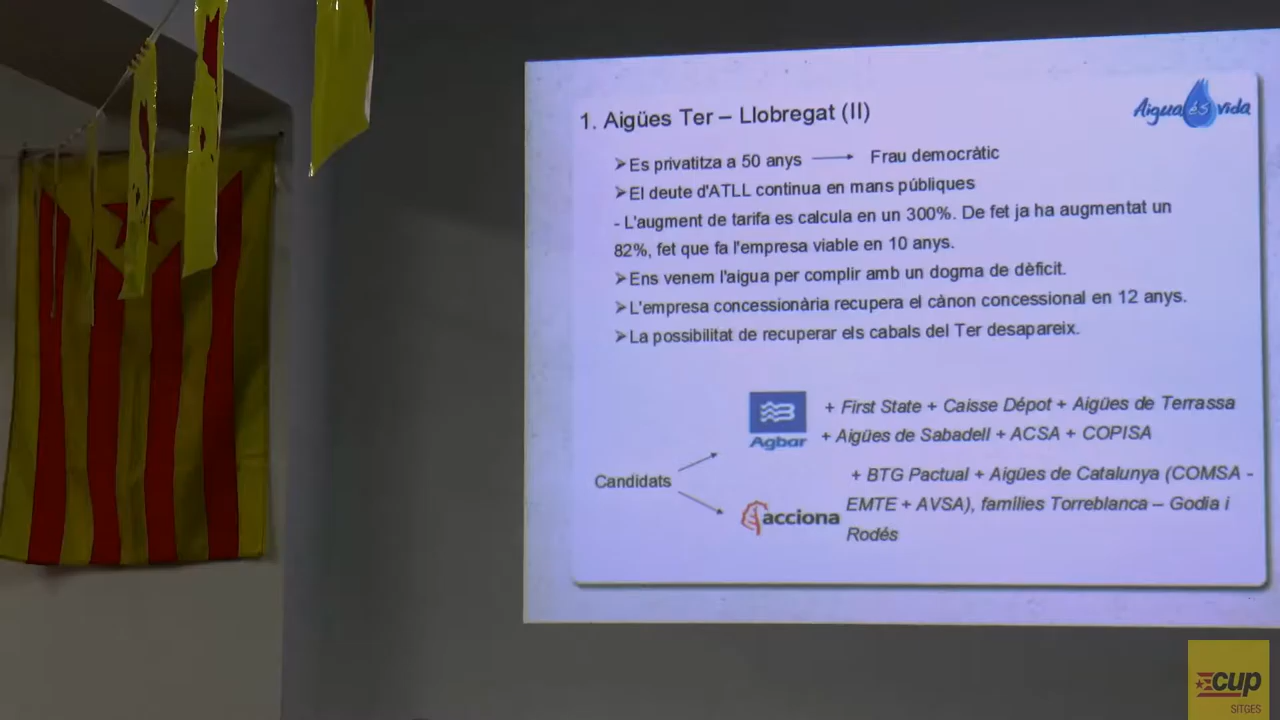 1. Aigües Ter – Llobregat (II)
Aigua és vida
➢Es privatitza a 50 anys → Frau democràtic
➢El deute d'ATLL continua en mans públiques
- L'augment de tarifa es calcula en un 300%. De fet ja ha augmentat un
82%, fet que fa l'empresa viable en 10 anys.
➢Ens venem l'aigua per complir amb un dogma de dèficit.
➢L'empresa concessionària recupera el cànon concessional en 12 anys.
➢La possibilitat de recuperar els cabals del Ter desapareix.
Candidats
Agbar
+ First State + Caisse Dépot + Aigües de Terrassa
+ Aigües de Sabadell + ACSA + COPISA
acciona
+ BTG Pactual + Aigües de Catalunya (COMSA -
EMTE + AVSA), famílies Torreblanca – Godia i
Rodés
cup
SITGES